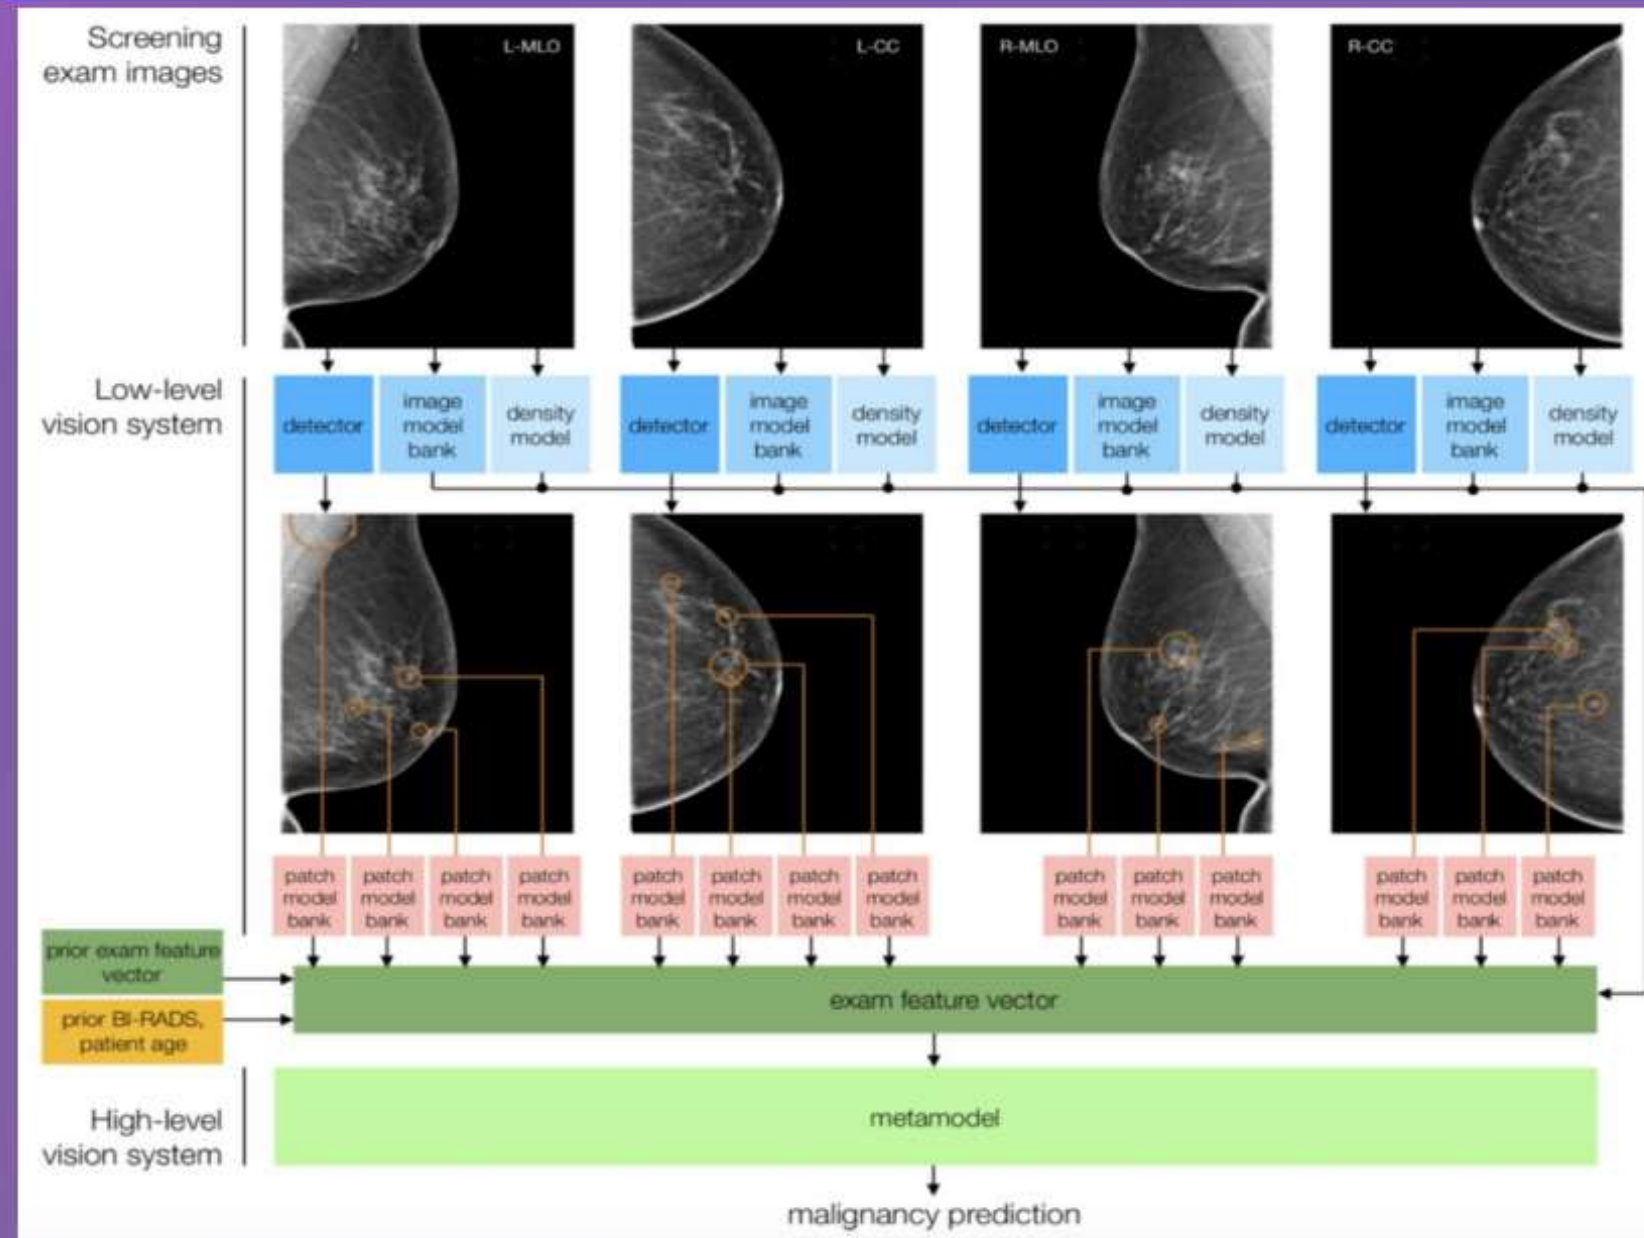 Screening
exam images
L-MLO
L-CC
R-MLO
R-CC
Low-level
vision system
detector
image
model
bank
density
model
detector
image
model
bank
density
model
detector
image
model
bank
density
model
detector
image
model
bank
density
model
patch
model
bank
patch
model
bank
patch
model
bank
patch
model
bank
patch
model
bank
patch
model
bank
patch
model
bank
patch
model
bank
patch
model
bank
patch
model
bank
patch
model
bank
patch
model
bank
patch
model
bank
patch
model
bank
prior exam feature
vector
exam feature vector
prior BI-RADS,
patient age
High-level
vision system
metamodel
malignancy prediction